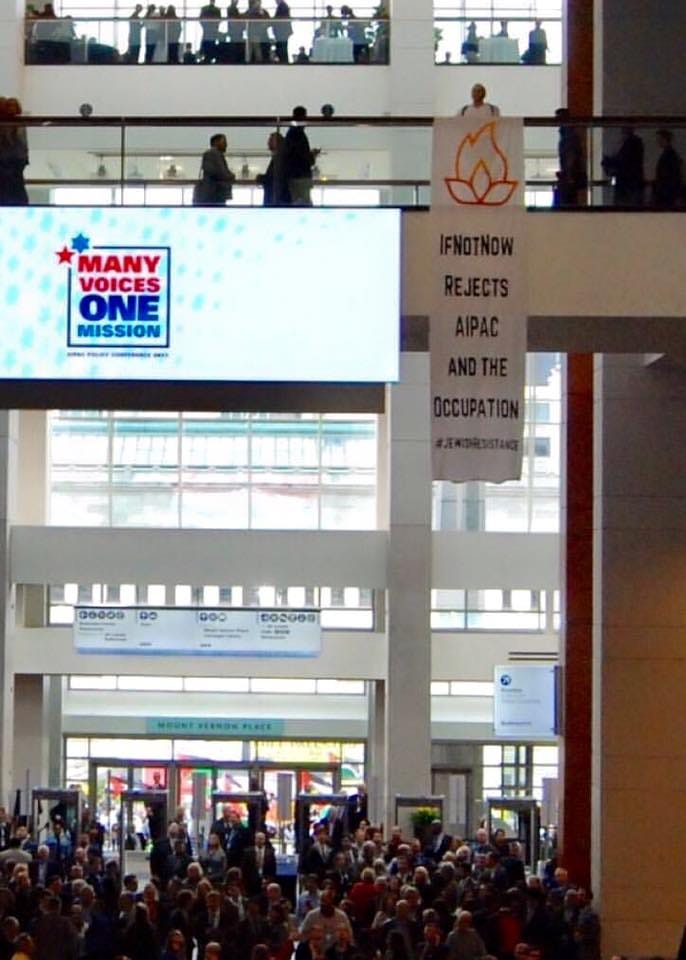 MANY
VOICES
ONE
MISSION
AIPAC POLICY CONFERENCE 2017
IFNOTNOW
REJECTS
AIPAC
AND THE
OCCUPATION
#JEWISHRESISTANCE
MOUNT VERNON PLACE